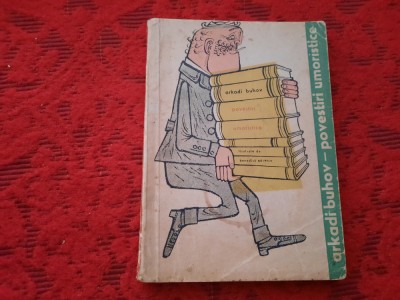 arkadi buhov
povestiri
umoristice
arkadi buhov – povestiri umoristice